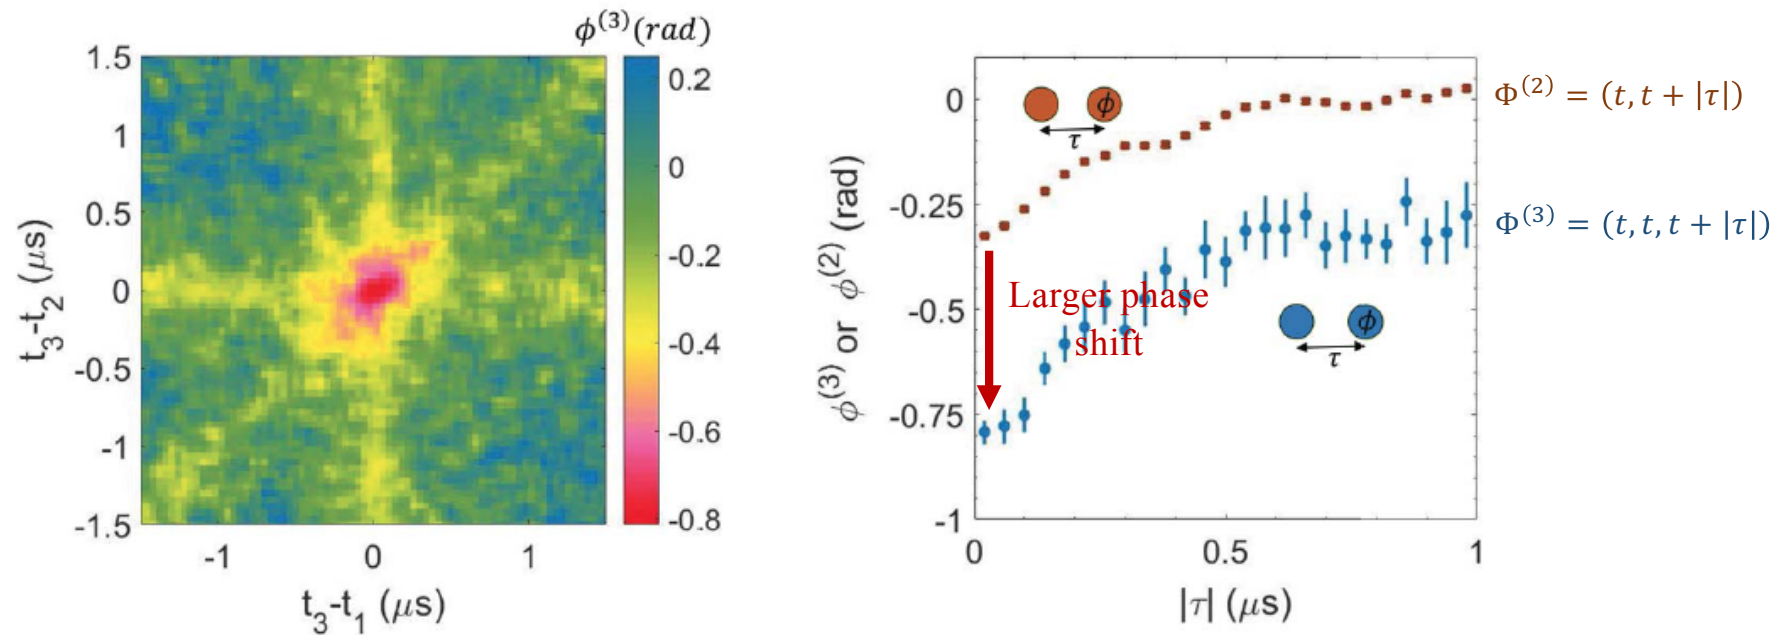 ϕ⁽³⁾(rad)
1.5
1
0.5
0
-0.5
-1
-1.5
t₃-t₂ (μs)
-1
0
1
t₃-t₁ (μs)
0.2
0
-0.2
-0.4
-0.6
-0.8
0
-0.25
-0.5
-0.75
-1
ϕ⁽³⁾ or ϕ⁽²⁾ (rad)
ϕ
τ
Φ⁽²⁾ = (t, t + |τ|)
Φ⁽³⁾ = (t, t, t + |τ|)
Larger phase
shift
ϕ
τ
0
0.5
1
|τ| (μs)